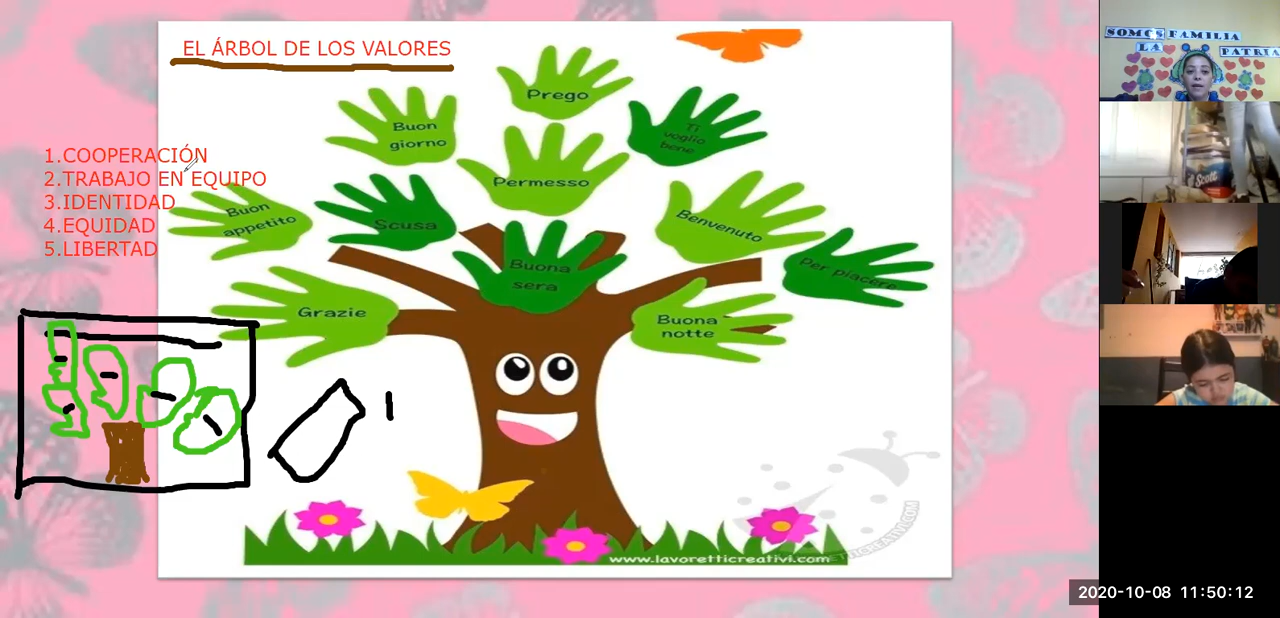 EL ÁRBOL DE LOS VALORES
1.COOPERACIÓN
2.TRABAJO EN EQUIPO
3.IDENTIDAD
4.EQUIDAD
5.LIBERTAD
Prego
Buon
giorno
Ti
voglio
bene
Permesso
Buon
appetito
Scusa
Benvenuto
Buona
sera
Per piacere
Grazie
Buona
notte
www.lavoretticreativi.com
SOMOS FAMILIA
LA PATRIA
Scott
2020-10-08 11:50:12